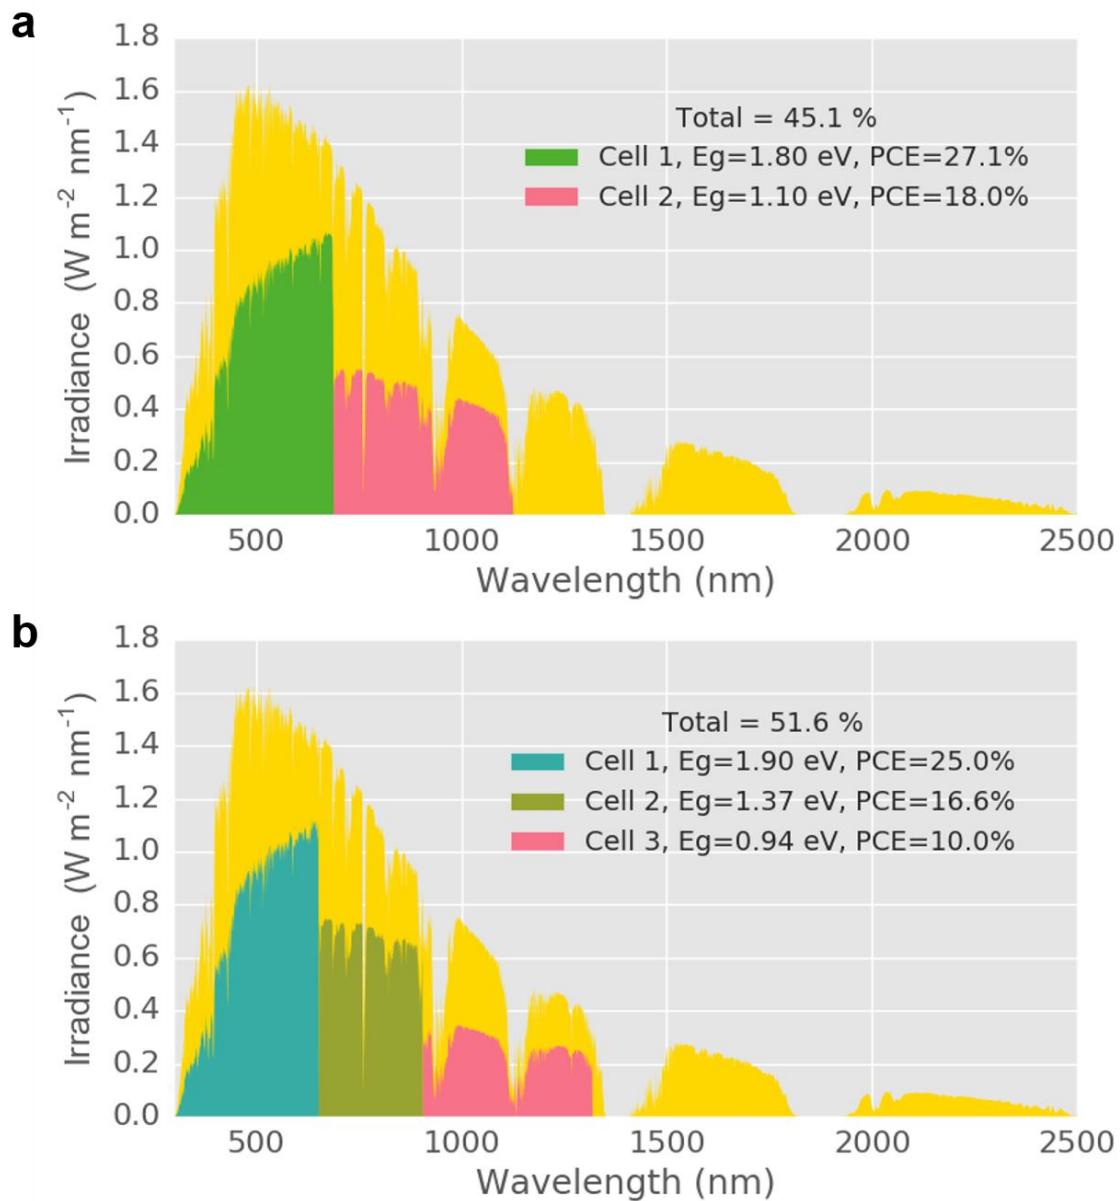 a
1.8
1.6
1.4
1.2
1.0
0.8
0.6
0.4
0.2
0.0
Irradiance (W m⁻² nm⁻¹)
Total = 45.1 %
Cell 1, Eg=1.80 eV, PCE=27.1%
Cell 2, Eg=1.10 eV, PCE=18.0%
500 1000 1500 2000 2500
Wavelength (nm)
b
1.8
1.6
1.4
1.2
1.0
0.8
0.6
0.4
0.2
0.0
Irradiance (W m⁻² nm⁻¹)
Total = 51.6 %
Cell 1, Eg=1.90 eV, PCE=25.0%
Cell 2, Eg=1.37 eV, PCE=16.6%
Cell 3, Eg=0.94 eV, PCE=10.0%
500 1000 1500 2000 2500
Wavelength (nm)